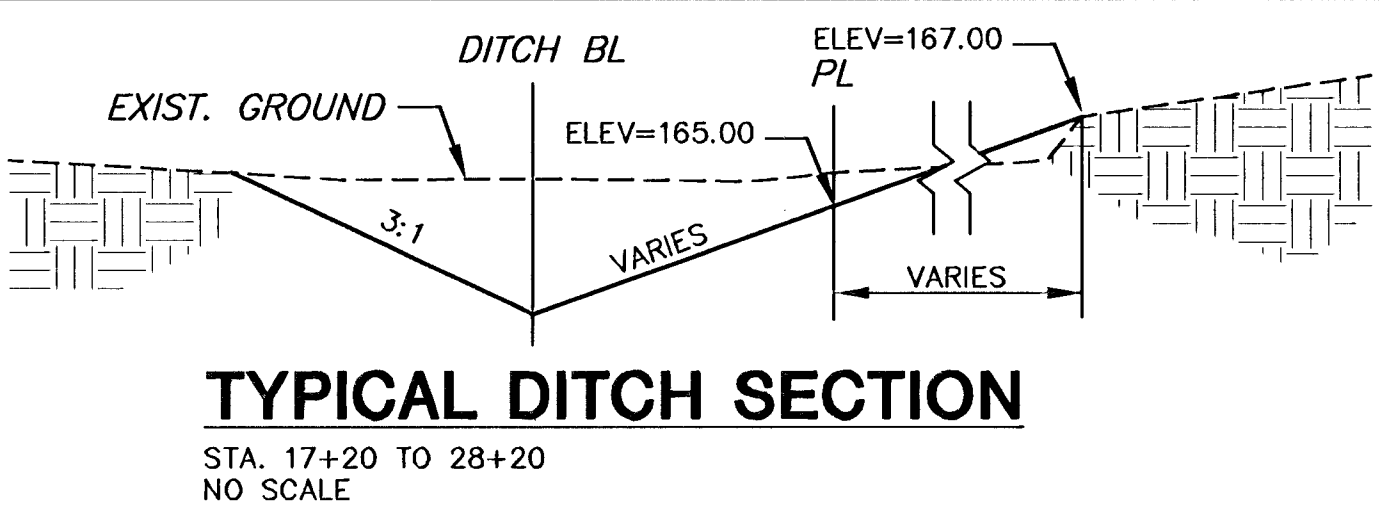 DITCH BL
ELEV=167.00
PL
EXIST. GROUND
ELEV=165.00
3:1
VARIES
VARIES
TYPICAL DITCH SECTION
STA. 17+20 TO 28+20
NO SCALE